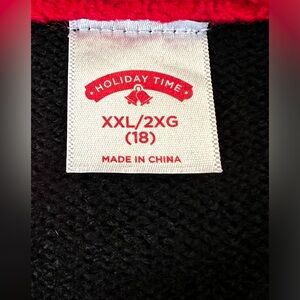 HOLIDAY TIME
XXL/2XG
(18)
MADE IN CHINA